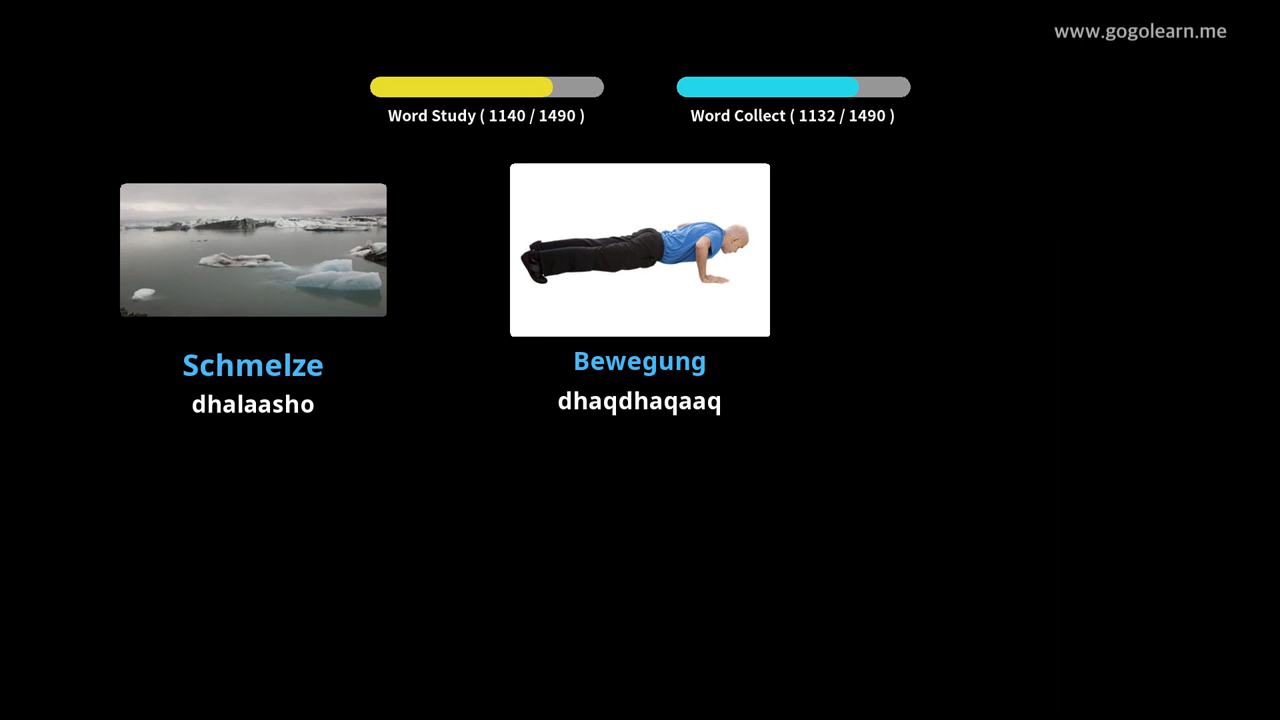 www.gogolearn.me
Word Study ( 1140 / 1490 )
Word Collect ( 1132 / 1490 )
Schmelze
dhalaasho
Bewegung
dhaqdhaqaaq